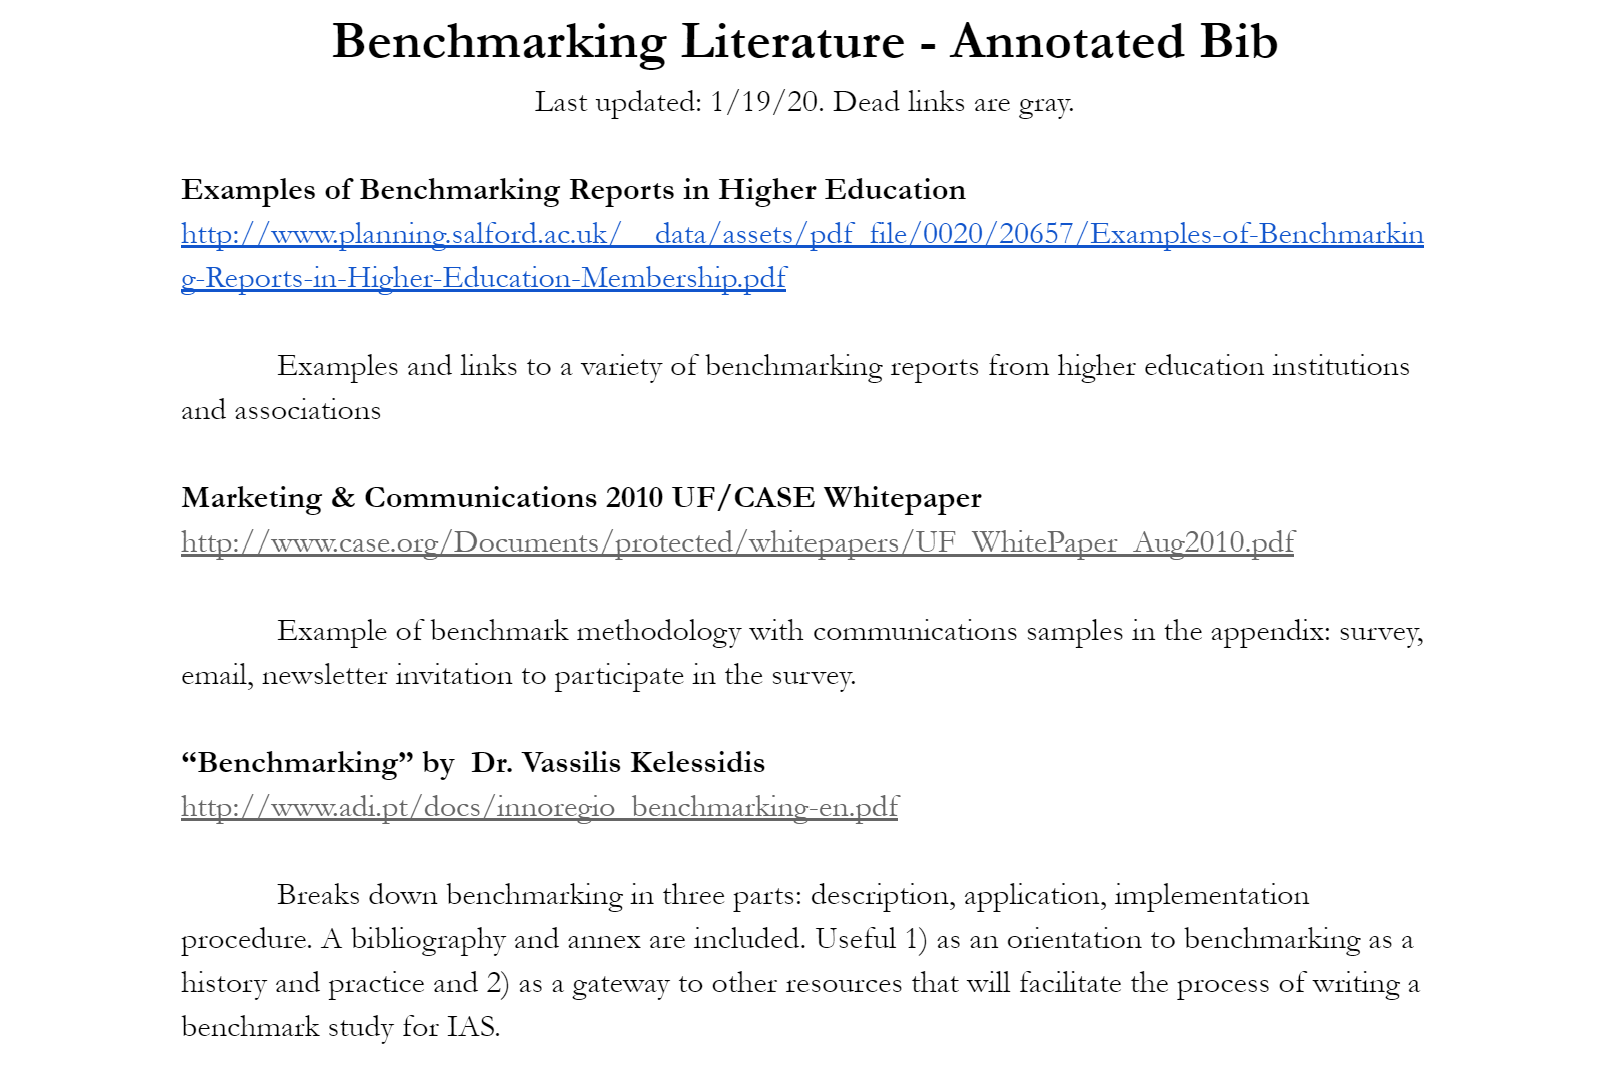 Benchmarking Literature - Annotated Bib
Last updated: 1/19/20. Dead links are gray.
Examples of Benchmarking Reports in Higher Education
http://www.planning.salford.ac.uk/__data/assets/pdf_file/0020/20657/Examples-of-Benchmarkin
g-Reports-in-Higher-Education-Membership.pdf
Examples and links to a variety of benchmarking reports from higher education institutions
and associations
Marketing & Communications 2010 UF/CASE Whitepaper
http://www.case.org/Documents/protected/whitepapers/UF_WhitePaper_Aug2010.pdf
Example of benchmark methodology with communications samples in the appendix: survey,
email, newsletter invitation to participate in the survey.
“Benchmarking” by  Dr. Vassilis Kelessidis
http://www.adi.pt/docs/innoregio_benchmarking-en.pdf
Breaks down benchmarking in three parts: description, application, implementation
procedure. A bibliography and annex are included. Useful 1) as an orientation to benchmarking as a
history and practice and 2) as a gateway to other resources that will facilitate the process of writing a
benchmark study for IAS.